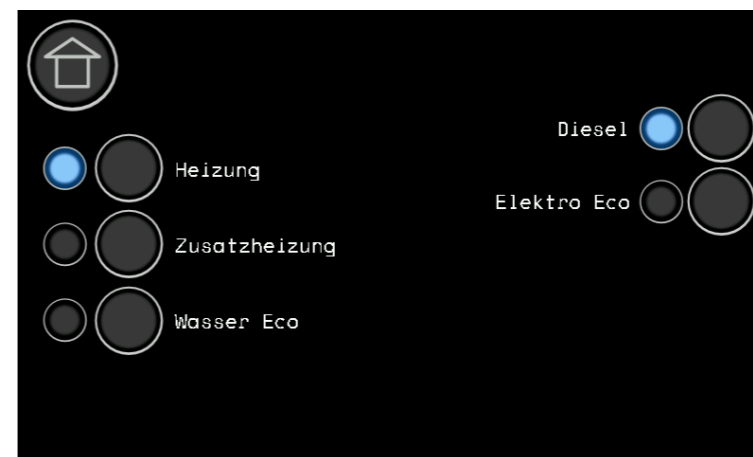 Diesel
Heizung
Elektro Eco
Zusatzheizung
Wasser Eco